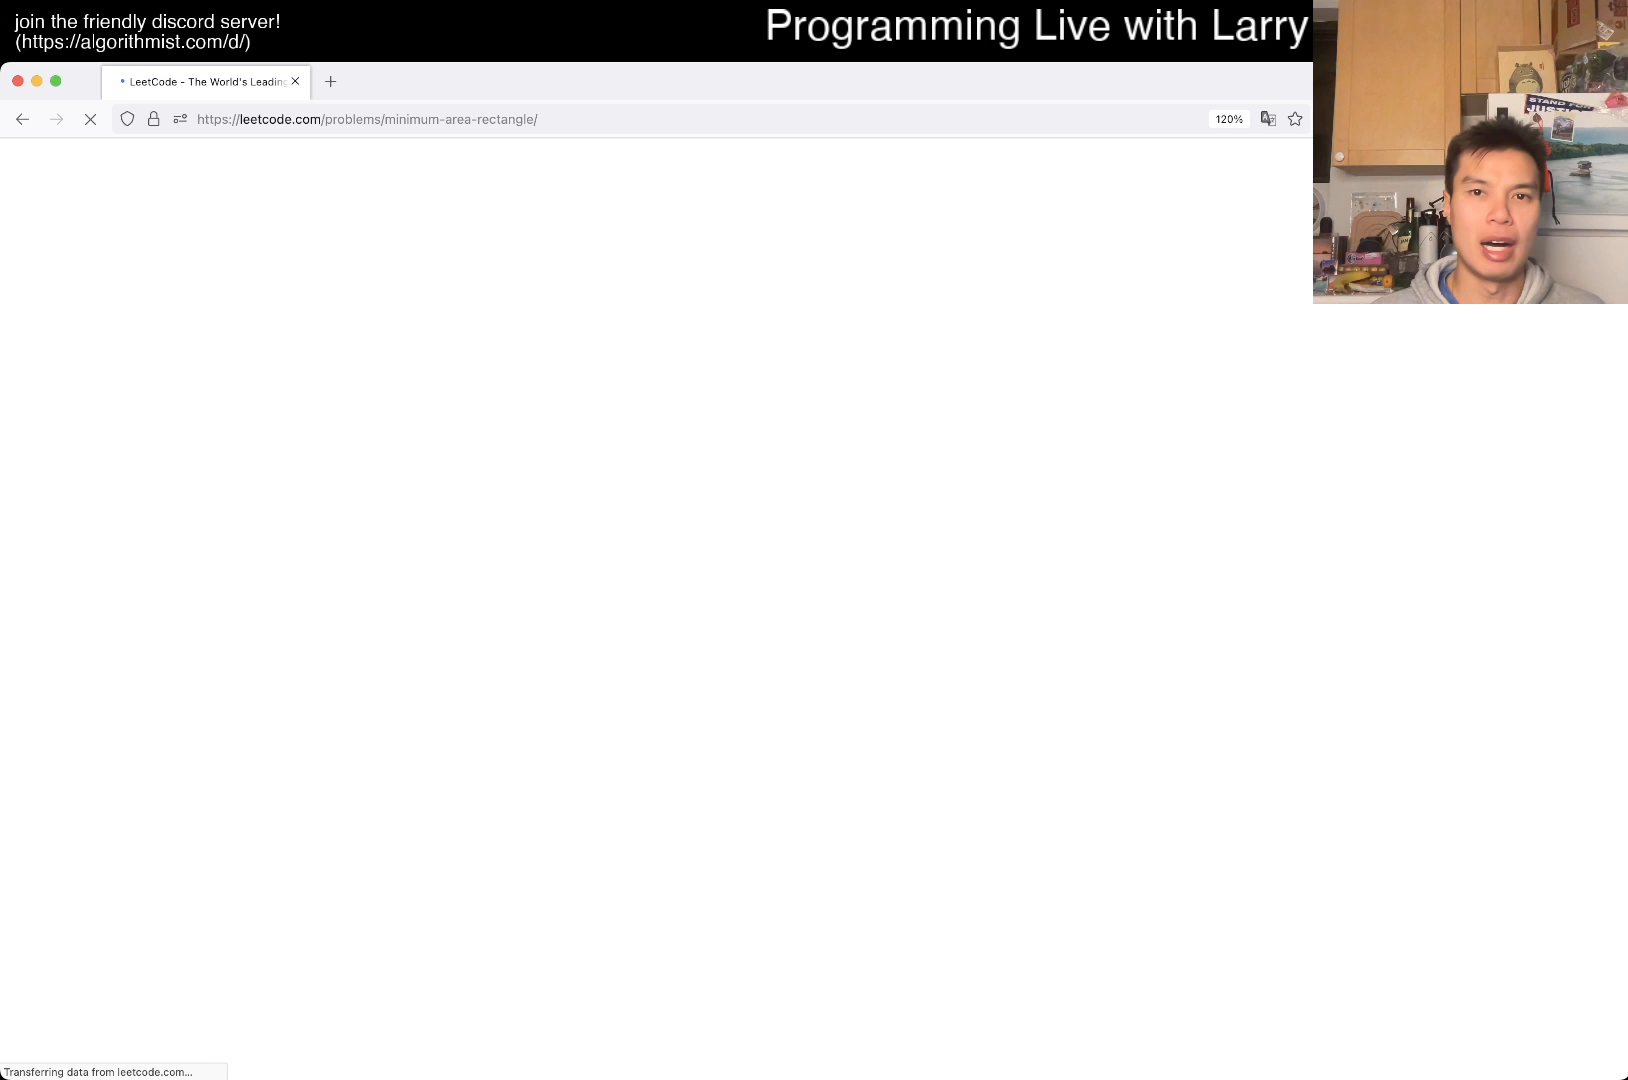 join the friendly discord server!
(https://algorithmist.com/d/)
Programming Live with Larry
LeetCode - The World's Leading
https://leetcode.com/problems/minimum-area-rectangle/
120%
Transferring data from leetcode.com...